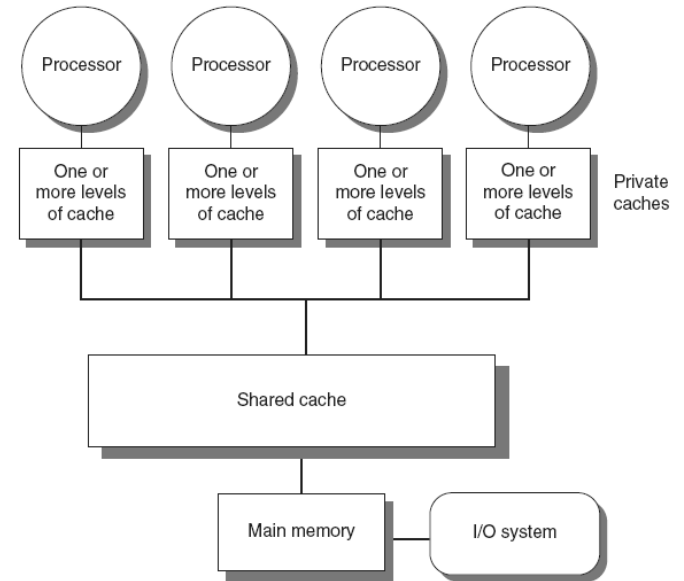 Processor
Processor
Processor
Processor
One or
more levels
of cache
One or
more levels
of cache
One or
more levels
of cache
One or
more levels
of cache
Private
caches
Shared cache
Main memory
I/O system